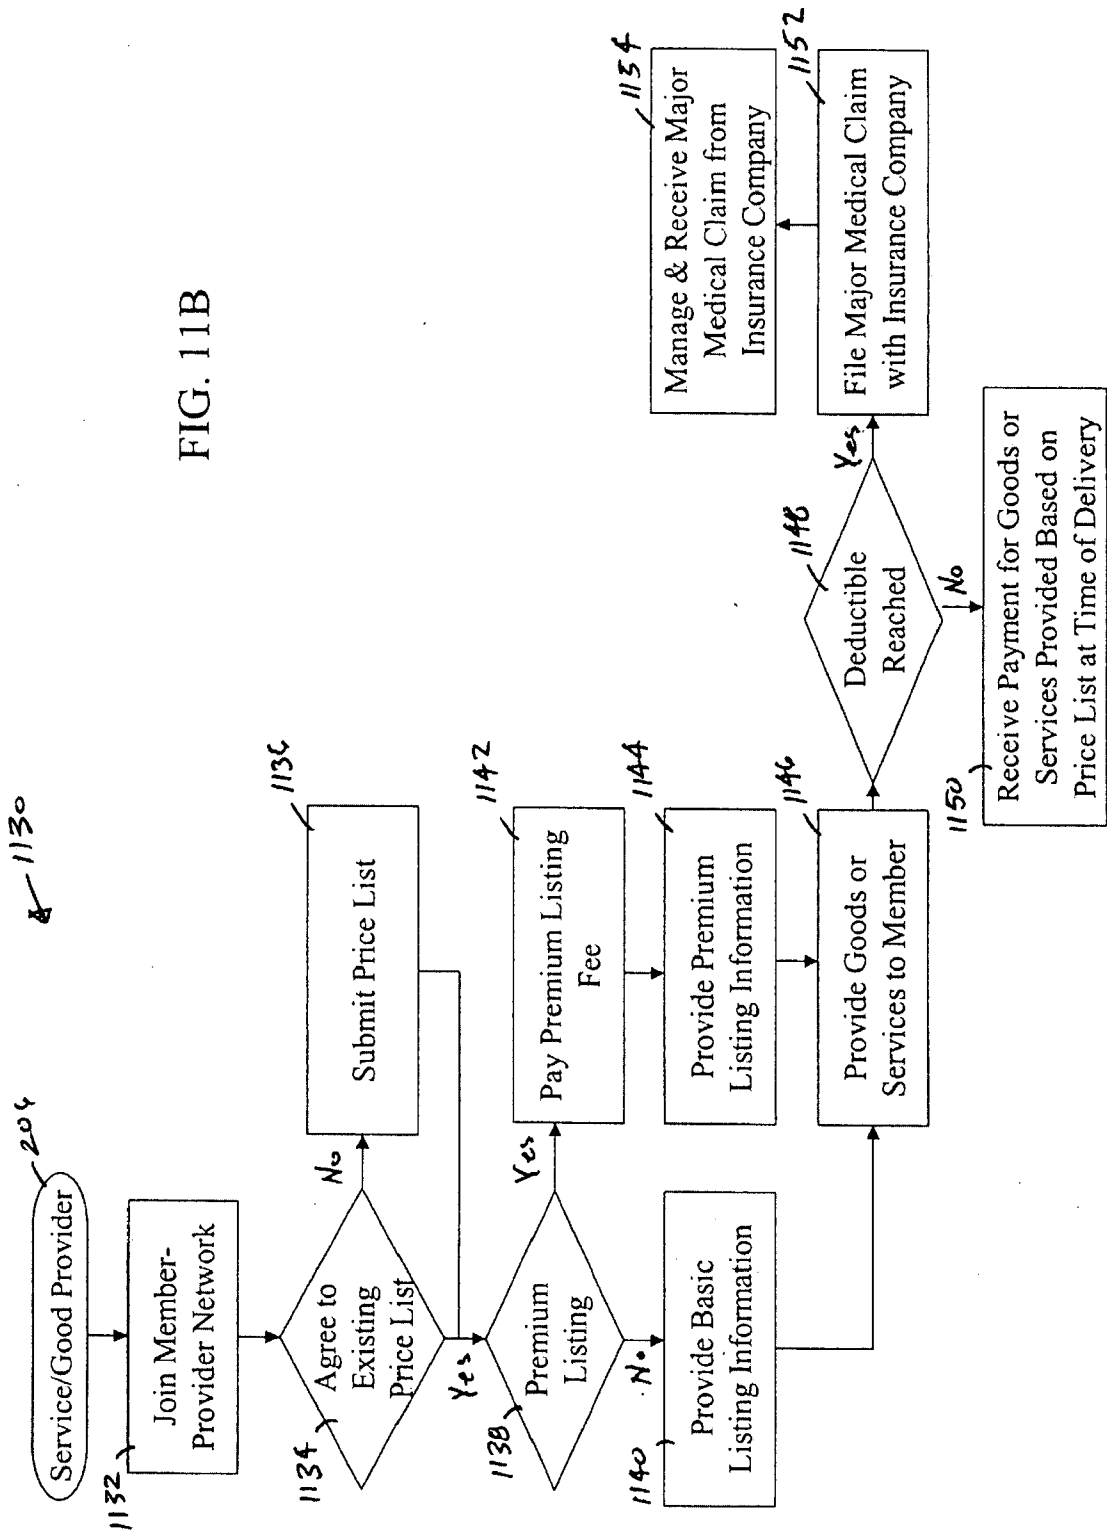 FIG. 11B
1130
Service/Good Provider
206
Join Member-
Provider Network
1132
Agree to
Existing
Price List
1134
No
Yes
Submit Price List
1136
Premium
Listing
1138
Yes
No
Pay Premium Listing
Fee
1142
Provide Basic
Listing Information
1140
Provide Premium
Listing Information
1144
Provide Goods or
Services to Member
1146
Deductible
Reached
1148
Yes
No
Receive Payment for Goods or
Services Provided Based on
Price List at Time of Delivery
1150
File Major Medical Claim
with Insurance Company
1152
Manage & Receive Major
Medical Claim from
Insurance Company
1154